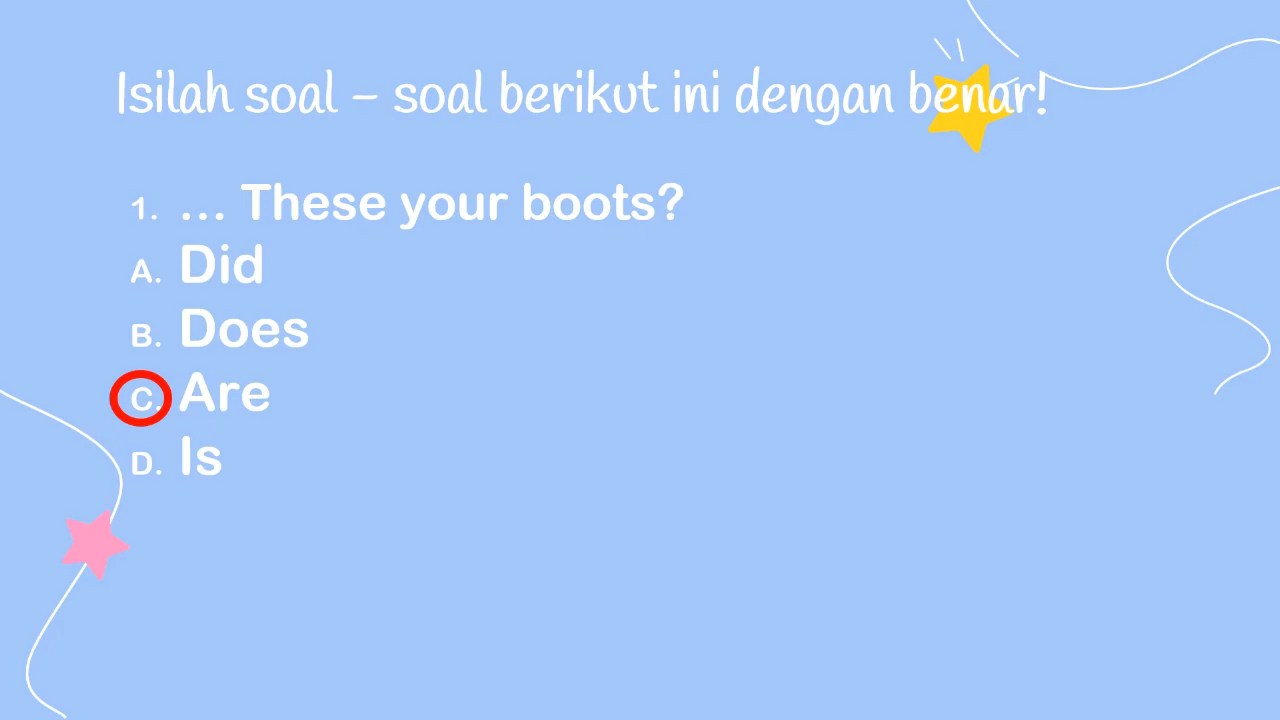 Isilah soal – soal berikut ini dengan benar!
1. ... These your boots?
A. Did
B. Does
C. Are
D. Is